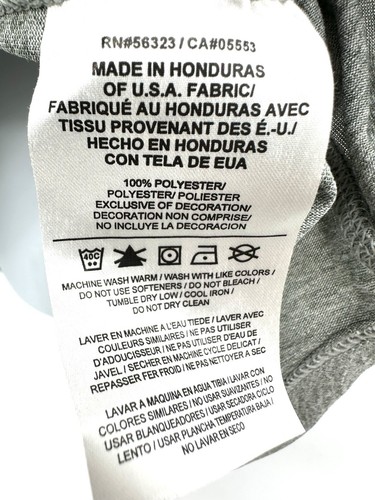 RN#56323 / CA#05553
MADE IN HONDURAS
OF U.S.A. FABRIC/
FABRIQUÉ AU HONDURAS AVEC
TISSU PROVENANT DES É.-U./
HECHO EN HONDURAS
CON TELA DE EUA
100% POLYESTER/
POLYESTER/ POLIESTER
EXCLUSIVE OF DECORATION/
DECORATION NON COMPRISE/
NO INCLUYE LA DECORACION
40C
MACHINE WASH WARM / WASH WITH LIKE COLORS /
DO NOT USE SOFTENERS / DO NOT BLEACH /
TUMBLE DRY LOW / COOL IRON /
DO NOT DRY CLEAN
LAVER EN MACHINE A L'EAU TIEDE / LAVER AVEC
COULEURS SIMILAIRES / NE PAS UTILISER
D'ADOUCISSEUR / NE PAS UTILISER D'EAU DE
JAVEL / SECHER EN MACHINE CYCLE DELICAT /
REPASSER FER FROID / NE PAS NETTOYER A SEC
LAVAR A MAQUINA EN AGUA TIBIA / LAVAR CON
COLORES SIMILARES / NO USAR SUAVIZANTES / NO
USAR BLANQUEADORES / USAR SECADORA CICLO
LENTO / USAR PLANCHA TEMPERATURA BAJA /
NO LAVAR EN SECO